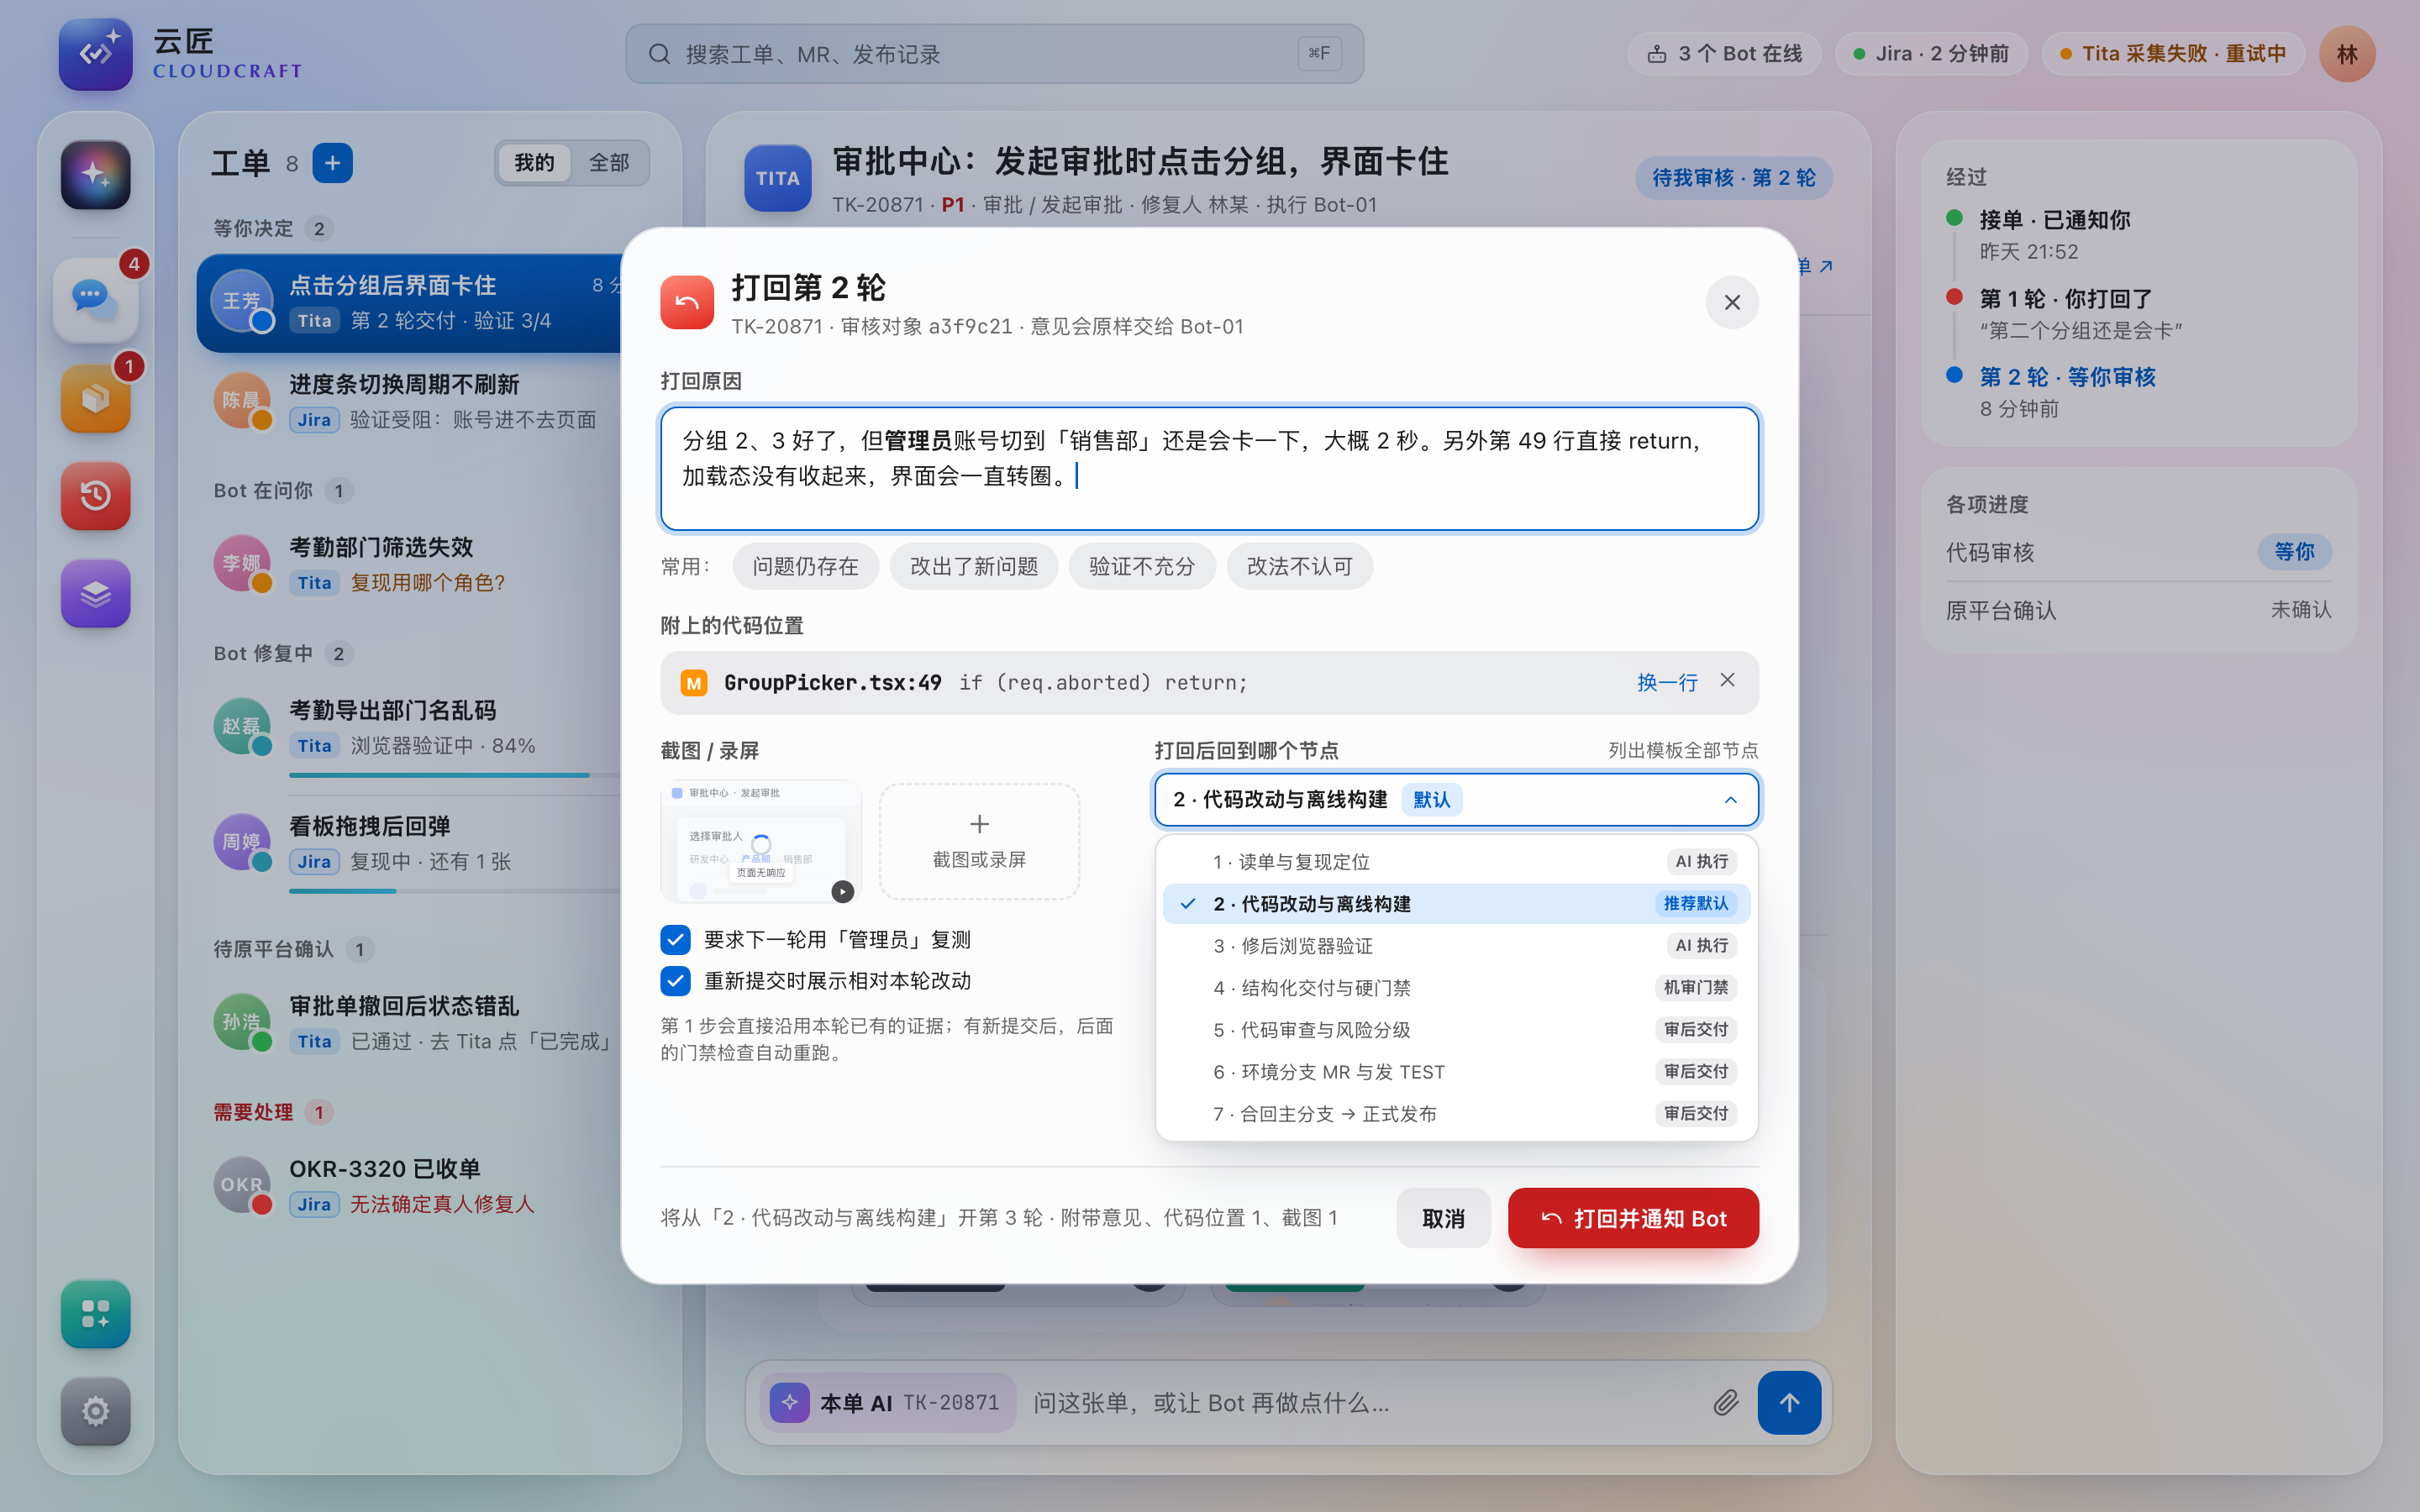 云匠
CLOUDCRAFT
搜索工单、MR、发布记录
⌘F
3 个 Bot 在线
Jira · 2 分钟前
Tita 采集失败 · 重试中
林
4
1
工单 8
我的
全部
等你决定 2
王芳
点击分组后界面卡住
8 分
Tita 第 2 轮交付 · 验证 3/4
陈晨
进度条切换周期不刷新
Jira 验证受阻：账号进不去页面
Bot 在问你 1
李娜
考勤部门筛选失效
Tita 复现用哪个角色?
Bot 修复中 2
赵磊
考勤导出部门名乱码
Tita 浏览器验证中 · 84%
周婷
看板拖拽后回弹
Jira 复现中 · 还有 1 张
待原平台确认 1
孙浩
审批单撤回后状态错乱
Tita 已通过 · 去 Tita 点「已完成」
需要处理 1
OKR
OKR-3320 已收单
Jira 无法确定真人修复人
TITA
审批中心：发起审批时点击分组，界面卡住
TK-20871 · P1 · 审批 / 发起审批 · 修复人 林某 · 执行 Bot-01
待我审核 · 第 2 轮
单
打回第 2 轮
TK-20871 · 审核对象 a3f9c21 · 意见会原样交给 Bot-01
打回原因
分组 2、3 好了，但管理员账号切到「销售部」还是会卡一下，大概 2 秒。另外第 49 行直接 return，
加载态没有收起来，界面会一直转圈。
常用：
问题仍存在
改出了新问题
验证不充分
改法不认可
附上的代码位置
M GroupPicker.tsx:49 if (req.aborted) return;
换一行
截图 / 录屏
审批中心 · 发起审批
选择审批人
研发中心 产品部 销售部
页面无响应
截图或录屏
要求下一轮用「管理员」复测
重新提交时展示相对本轮改动
第 1 步会直接沿用本轮已有的证据；有新提交后，后面
的门禁检查自动重跑。
打回后回到哪个节点
列出模板全部节点
2 · 代码改动与离线构建 默认
1 · 读单与复现定位 AI 执行
2 · 代码改动与离线构建 推荐默认
3 · 修后浏览器验证 AI 执行
4 · 结构化交付与硬门禁 机审门禁
5 · 代码审查与风险分级 审后交付
6 · 环境分支 MR 与发 TEST 审后交付
7 · 合回主分支 → 正式发布 审后交付
将从「2 · 代码改动与离线构建」开第 3 轮 · 附带意见、代码位置 1、截图 1
取消
打回并通知 Bot
本单 AI TK-20871
问这张单，或让 Bot 再做点什么...
经过
接单 · 已通知你
昨天 21:52
第 1 轮 · 你打回了
“第二个分组还是会卡”
第 2 轮 · 等你审核
8 分钟前
各项进度
代码审核 等你
原平台确认 未确认